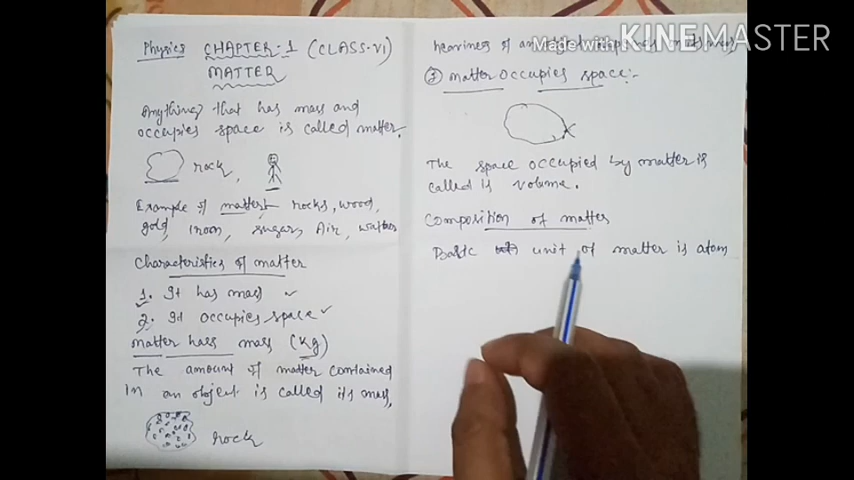 Physics CHAPTER-1 (CLASS-VI)
MATTER
Anything that has mass and
occupies space is called matter.
rock,
Example of matter:- rocks, wood,
gold, Iron, sugar, Air, water
Characteristics of matter
1. It has mass
2. It occupies space
matter has mass (Kg)
The amount of matter contained
In an object is called its mass.
rock
heaviness of an
Made with KINEMASTER
② matter occupies space:-
The space occupied by matter is
called is volume.
Composition of matter
Basic unit of matter is atom